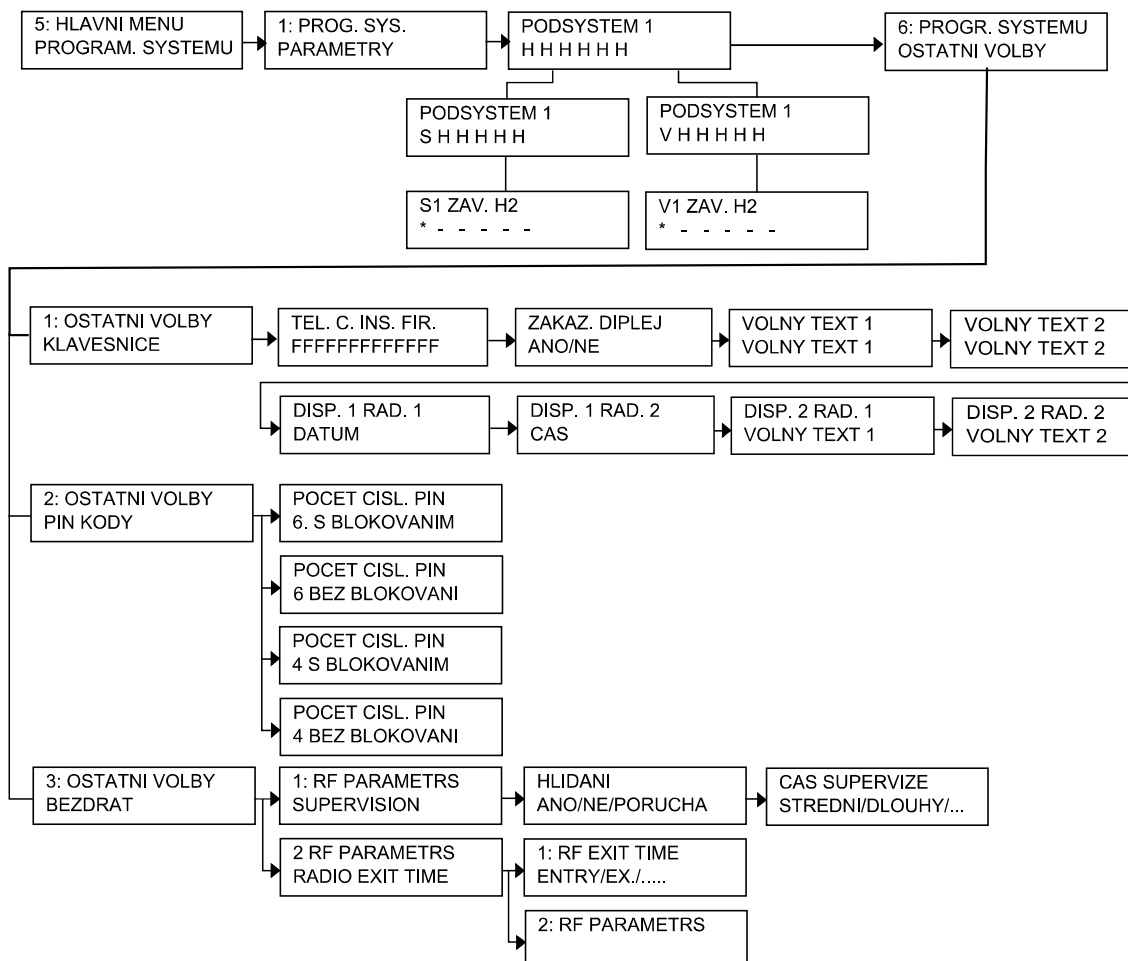 5: HLAVNI MENU
PROGRAM. SYSTEMU
1: PROG. SYS.
PARAMETRY
PODSYSTEM 1
H H H H H H
6: PROGR. SYSTEMU
OSTATNI VOLBY
PODSYSTEM 1
S H H H H H
PODSYSTEM 1
V H H H H H
S1 ZAV. H2
* - - - - -
V1 ZAV. H2
* - - - - -
1: OSTATNI VOLBY
KLAVESNICE
TEL. C. INS. FIR.
FFFFFFFFFFFFF
ZAKAZ. DIPLEJ
ANO/NE
VOLNY TEXT 1
VOLNY TEXT 1
VOLNY TEXT 2
VOLNY TEXT 2
DISP. 1 RAD. 1
DATUM
DISP. 1 RAD. 2
CAS
DISP. 2 RAD. 1
VOLNY TEXT 1
DISP. 2 RAD. 2
VOLNY TEXT 2
2: OSTATNI VOLBY
PIN KODY
POCET CISL. PIN
6. S BLOKOVANIM
POCET CISL. PIN
6 BEZ BLOKOVANI
POCET CISL. PIN
4 S BLOKOVANIM
POCET CISL. PIN
4 BEZ BLOKOVANI
3: OSTATNI VOLBY
BEZDRAT
1: RF PARAMETRS
SUPERVISION
HLIDANI
ANO/NE/PORUCHA
CAS SUPERVIZE
STREDNI/DLOUHY/...
2 RF PARAMETRS
RADIO EXIT TIME
1: RF EXIT TIME
ENTRY/EX./.....
2: RF PARAMETRS